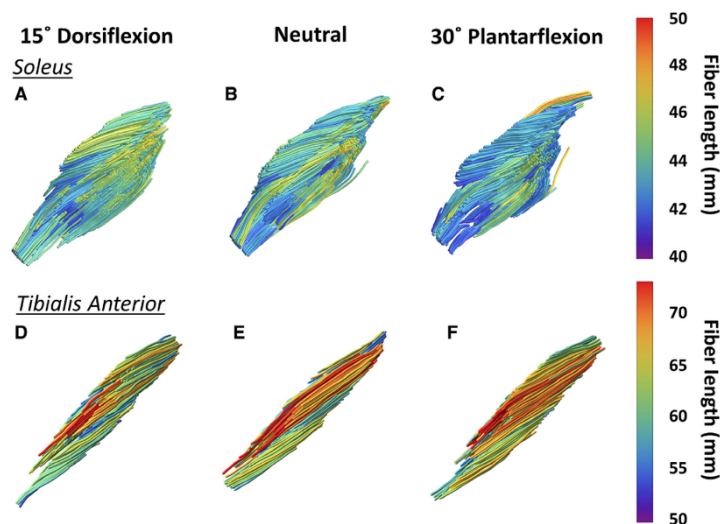 15° Dorsiflexion
Neutral
30° Plantarflexion
Soleus
A
B
C
50
48
46
44
42
40
Fiber length (mm)
Tibialis Anterior
D
E
F
70
65
60
55
50
Fiber length (mm)